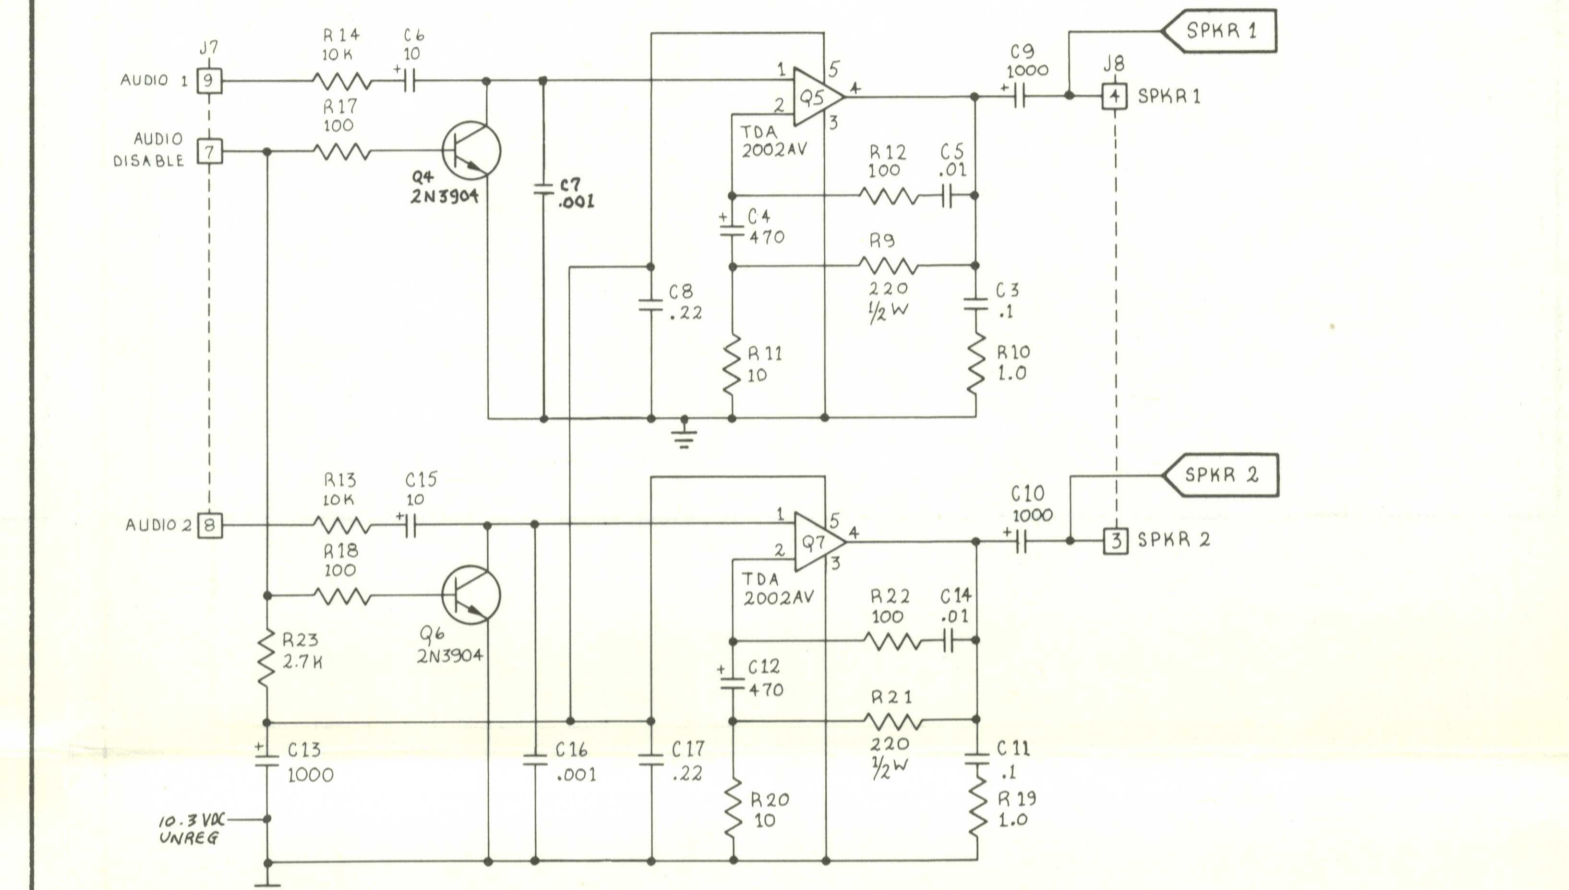 SPKR 1
J7
R14
10K
C6
+ 10
AUDIO 1 9
R17
100
AUDIO
DISABLE 7
Q4
2N3904
C7
.001
1
5
Q5
4
2
3
TDA
2002AV
C9
1000
+
J8
4 SPKR1
R12
100
C5
.01
+ C4
470
R9
220
1/2 W
C8
.22
C3
.1
R11
10
R10
1.0
SPKR 2
R13
10K
C15
+ 10
AUDIO 2 8
R18
100
Q6
2N3904
1
5
Q7
4
2
3
TDA
2002AV
C10
1000
+
3 SPKR 2
R22
100
C14
.01
R23
2.7K
+ C12
470
R21
220
1/2 W
+ C13
1000
C16
.001
C17
.22
C11
.1
R20
10
R19
1.0
10.3 VDC
UNREG